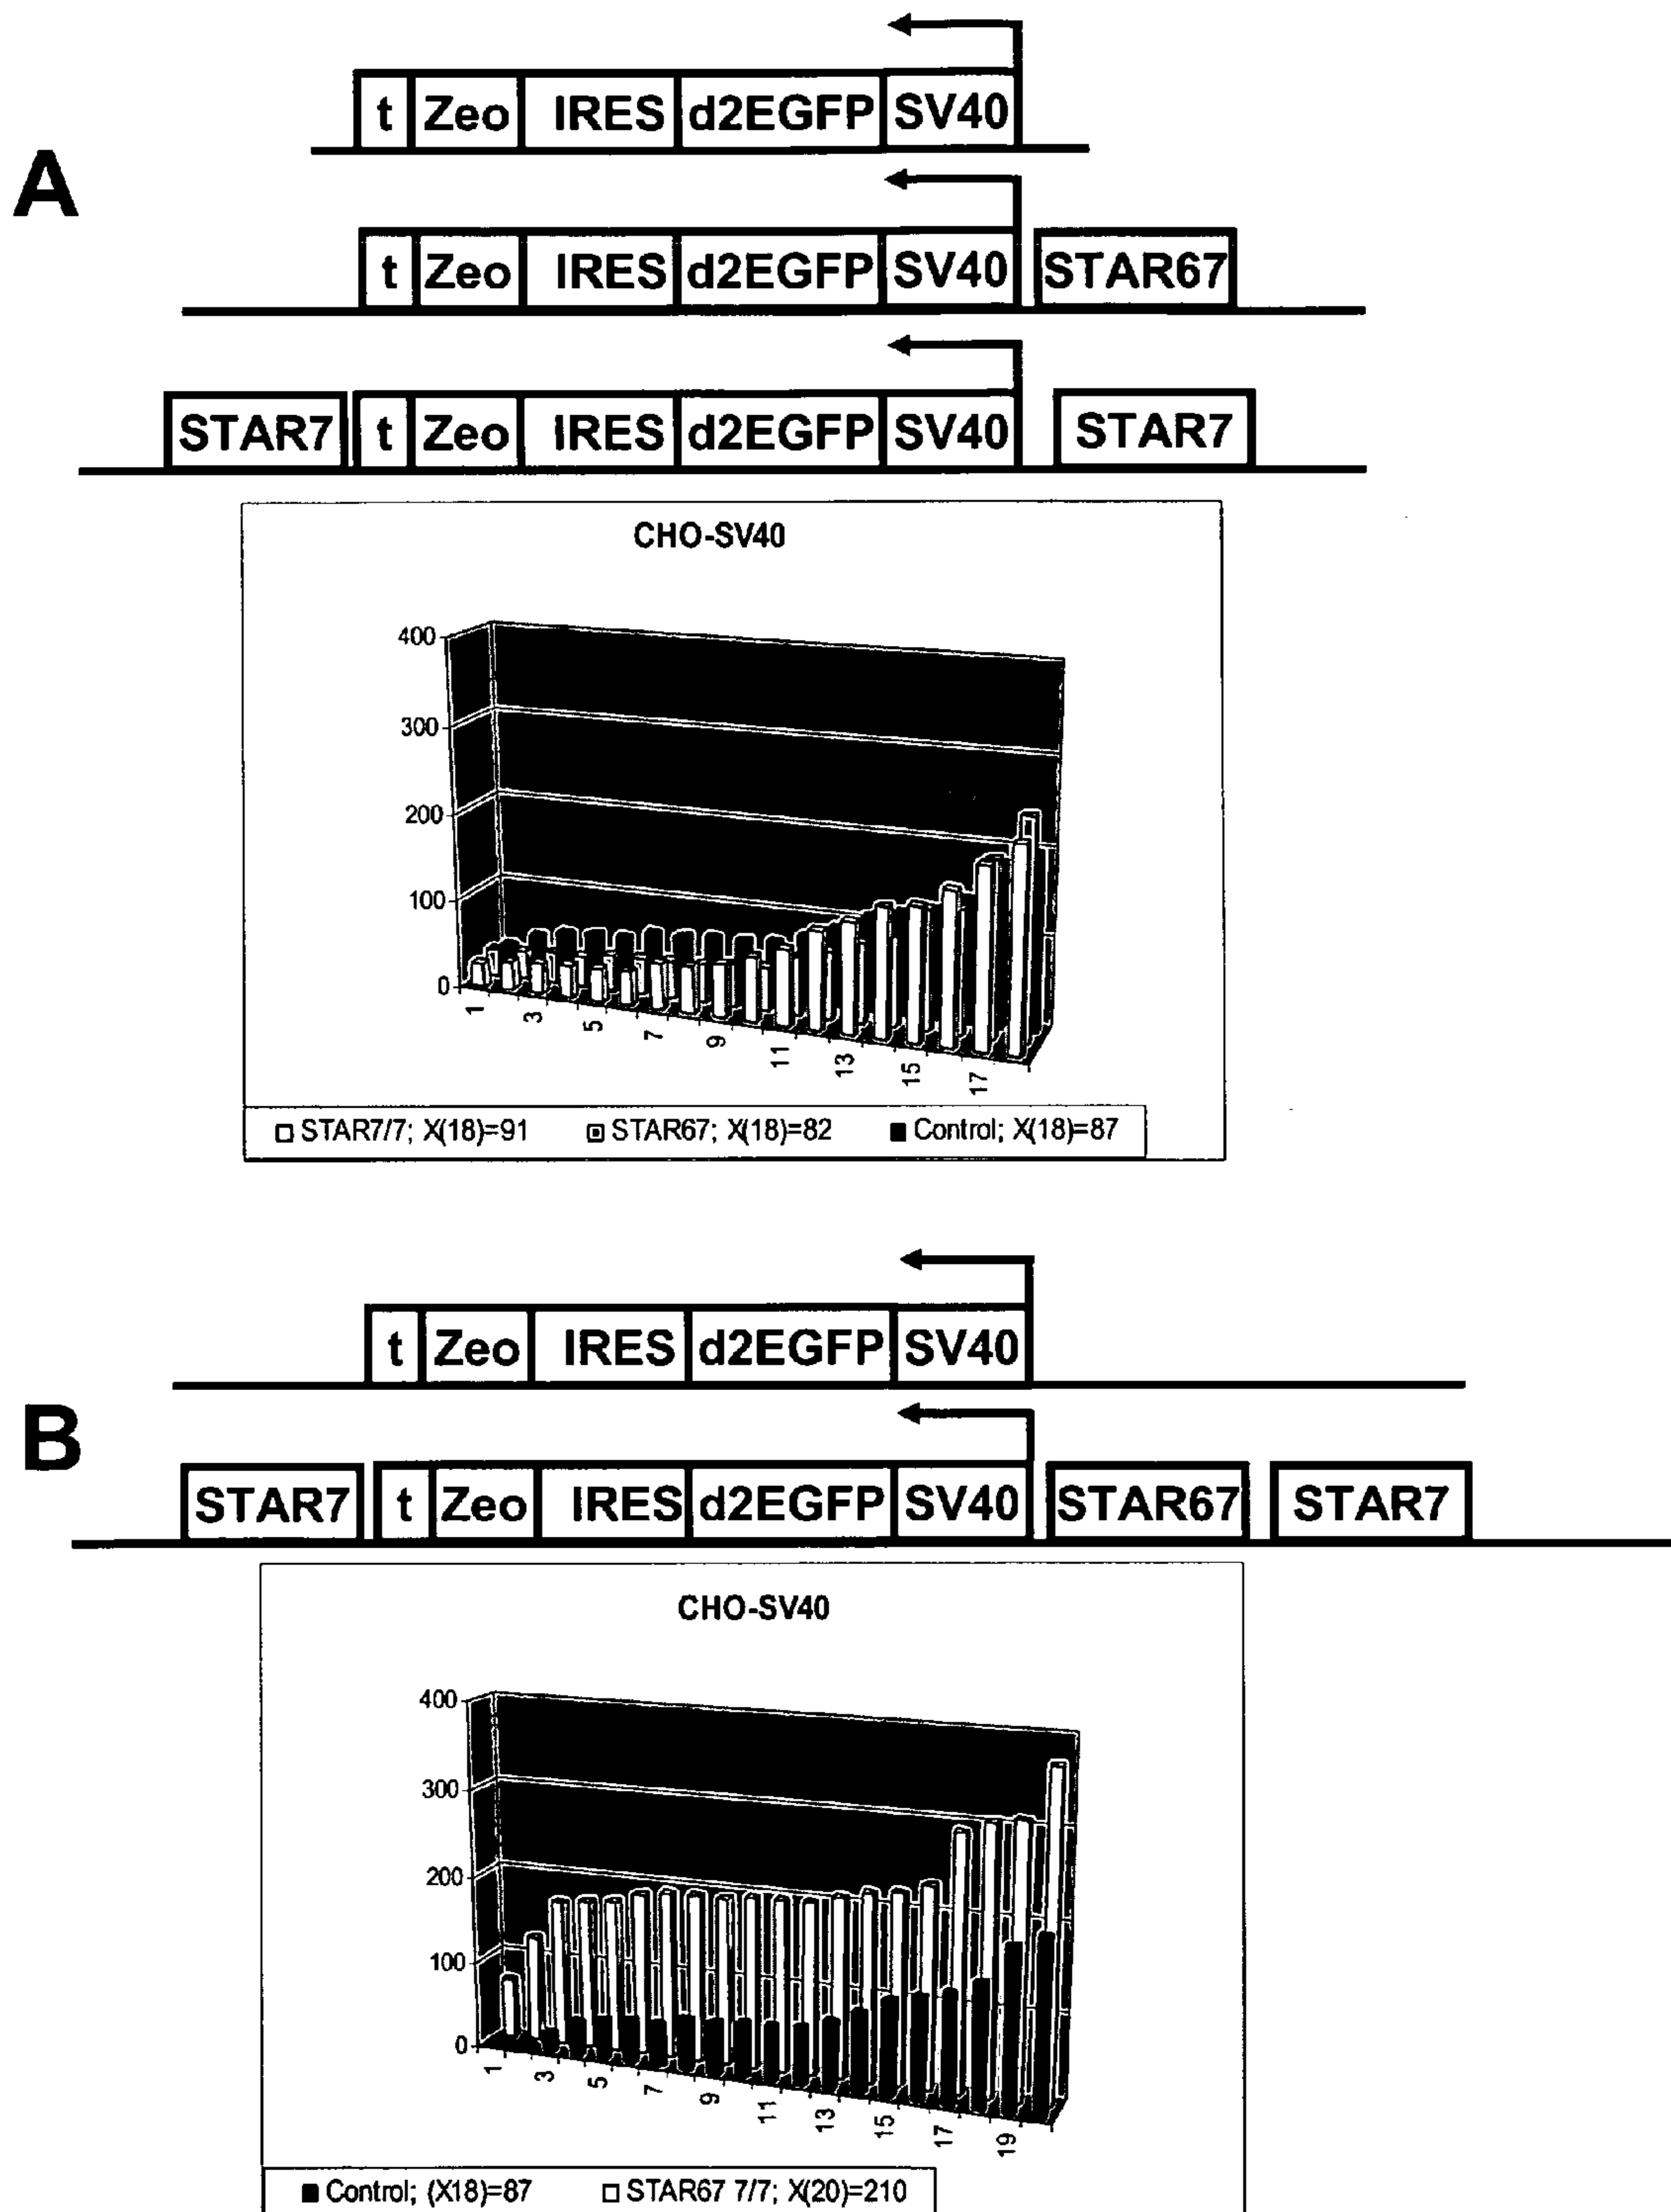 A
t Zeo IRES d2EGFP SV40
t Zeo IRES d2EGFP SV40 STAR67
STAR7 t Zeo IRES d2EGFP SV40 STAR7
CHO-SV40
400
300
200
100
0
1 3 5 7 9 11 13 15 17
STAR7/7; X(18)=91 STAR67; X(18)=82 Control; X(18)=87
B
t Zeo IRES d2EGFP SV40
STAR7 t Zeo IRES d2EGFP SV40 STAR67 STAR7
CHO-SV40
400
300
200
100
0
1 3 5 7 9 11 13 15 17 19
Control; (X18)=87 STAR67 7/7; X(20)=210